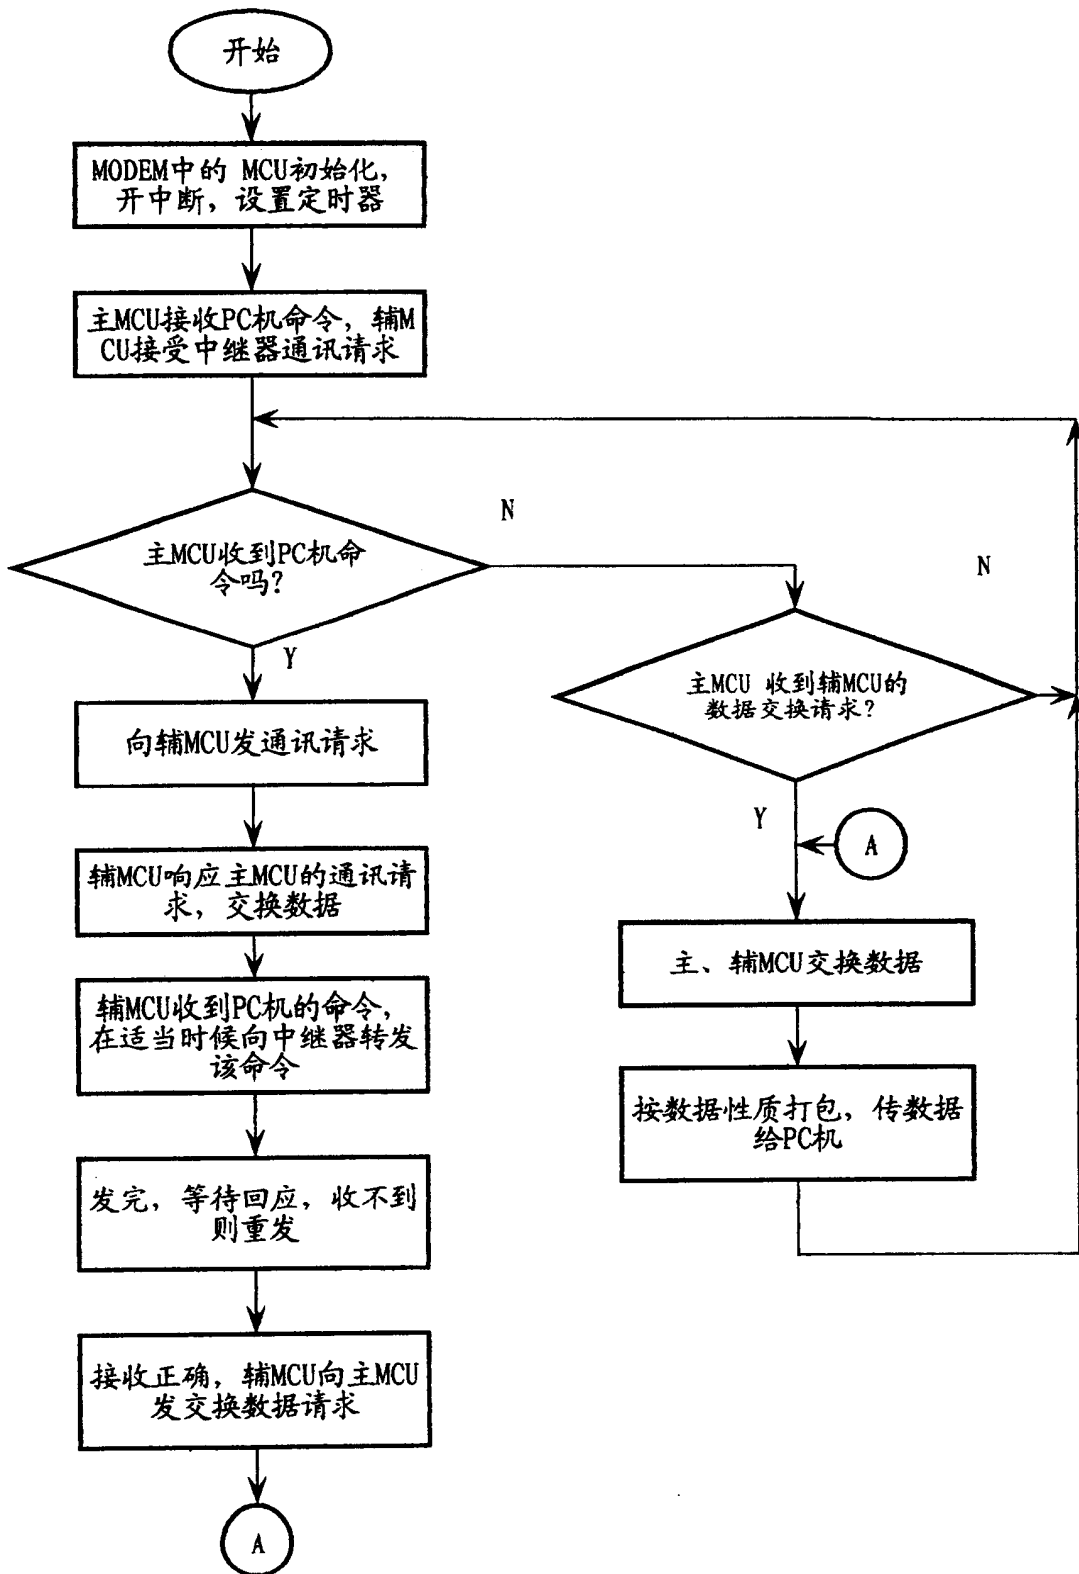 开始
MODEM中的 MCU初始化，
开中断，设置定时器
主MCU接收PC机命令，辅M
CU接受中继器通讯请求
主MCU收到PC机命
令吗？
N
Y
向辅MCU发通讯请求
辅MCU响应主MCU的通讯请
求，交换数据
辅MCU收到PC机的命令，
在适当时候向中继器转发
该命令
发完，等待回应，收不到
则重发
接收正确，辅MCU向主MCU
发交换数据请求
A
主MCU 收到辅MCU的
数据交换请求？
N
Y
A
主、辅MCU交换数据
按数据性质打包，传数据
给PC机